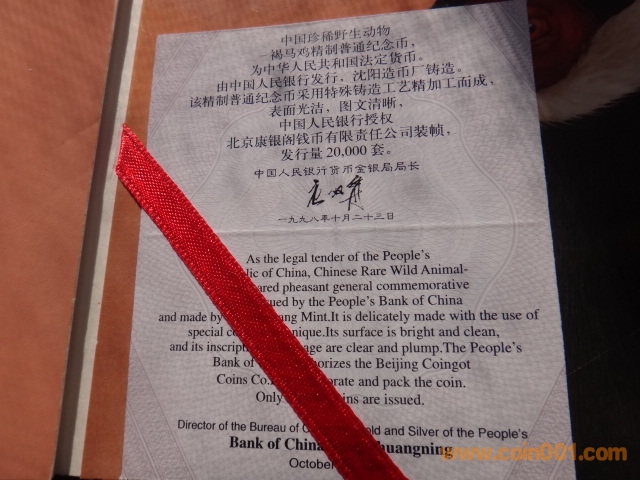 中国珍稀野生动物
—褐马鸡精制普通纪念币，
为中华人民共和国法定货币。
由中国人民银行发行，沈阳造币厂铸造。
该精制普通纪念币采用特殊铸造工艺精加工而成，
表面光洁，图文清晰，
中国人民银行授权
北京康银阁钱币有限责任公司装帧，
发行量 20,000 套。
中国人民银行货币金银局局长
一九九八年十月二十三日
As the legal tender of the People's
lic of China, Chinese Rare Wild Animal-
ared pheasant general commemorative
ued by the People's Bank of China
and made by ung Mint.It is delicately made with the use of
special co nique.Its surface is bright and clean,
and its inscript age are clear and plump.The People's
Bank of orizes the Beijing Coingot
Coins Co. orate and pack the coin.
Only ins are issued.
Director of the Bureau of C old and Silver of the People's
Bank of China huangning
October
www.coin001.com